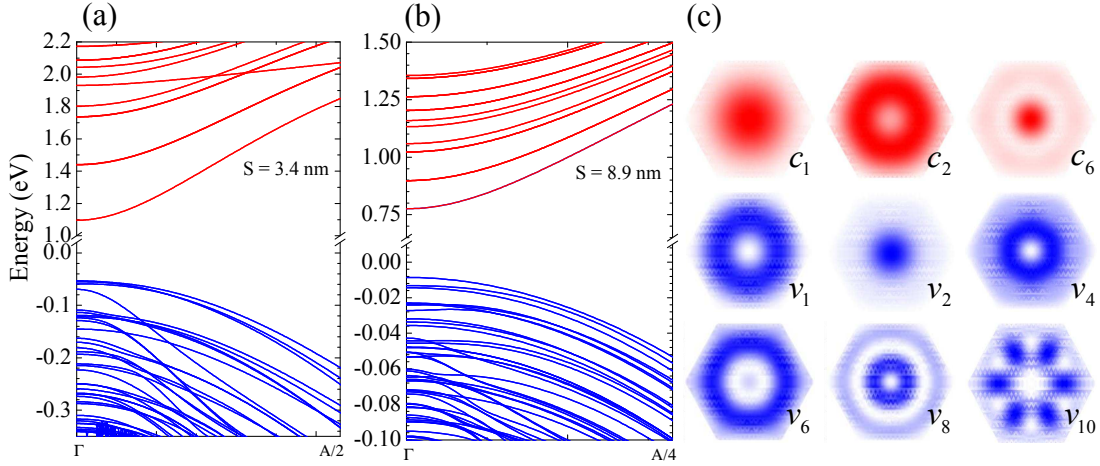 (a)
(b)
(c)
Energy (eV)
2.2
2.0
1.8
1.6
1.4
1.2
1.0
0.0
-0.1
-0.2
-0.3
S = 3.4 nm
Γ
A/2
1.50
1.25
1.00
0.75
0.00
-0.02
-0.04
-0.06
-0.08
-0.10
S = 8.9 nm
Γ
A/4
c₁
c₂
c₆
v₁
v₂
v₄
v₆
v₈
v₁₀